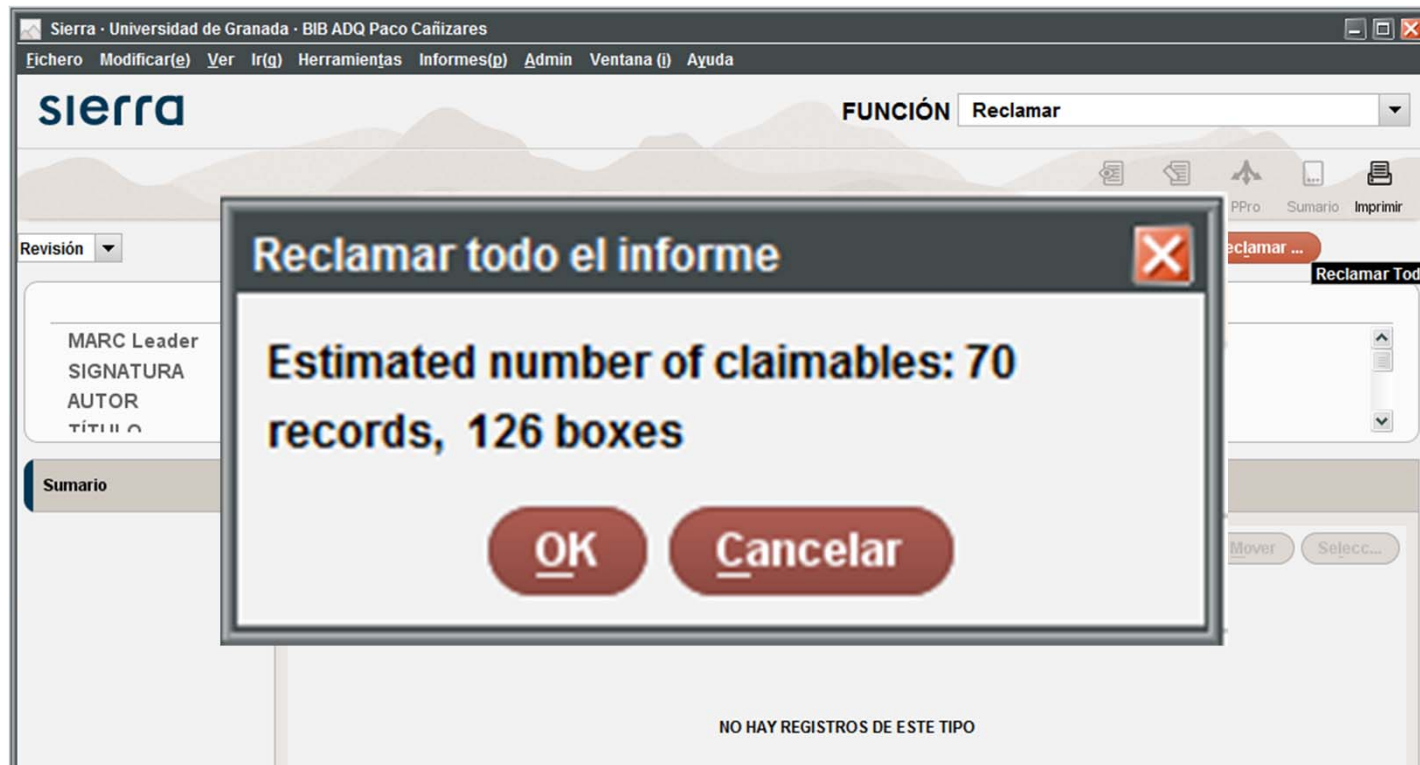 Sierra · Universidad de Granada · BIB ADQ Paco Cañizares
Fichero Modificar(e) Ver Ir(g) Herramientas Informes(p) Admin Ventana (i) Ayuda
sierra
FUNCIÓN Reclamar
PPro Sumario Imprimir
Revisión
eclamar ...
Reclamar Tod
Reclamar todo el informe
MARC Leader
SIGNATURA
AUTOR
TÍTULO
Estimated number of claimables: 70
records, 126 boxes
OK Cancelar
Sumario
Mover Selecc...
NO HAY REGISTROS DE ESTE TIPO